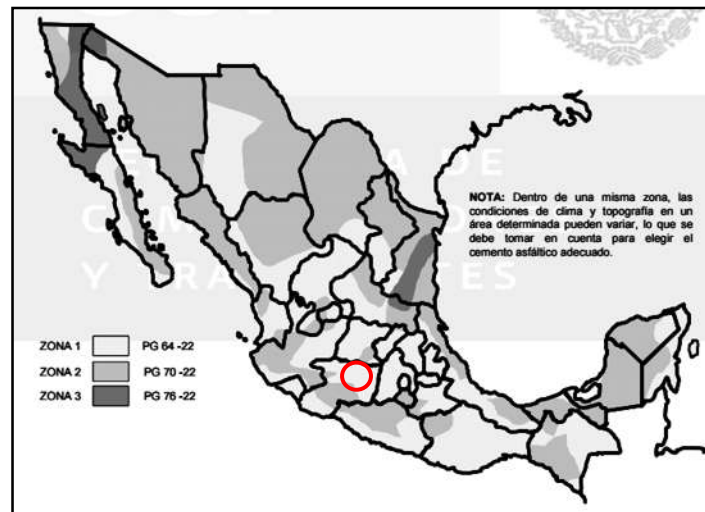 NOTA: Dentro de una misma zona, las
condiciones de clima y topografía en un
área determinada pueden variar, lo que se
debe tomar en cuenta para elegir el
cemento asfáltico adecuado.
ZONA 1 PG 64 -22
ZONA 2 PG 70 -22
ZONA 3 PG 76 -22